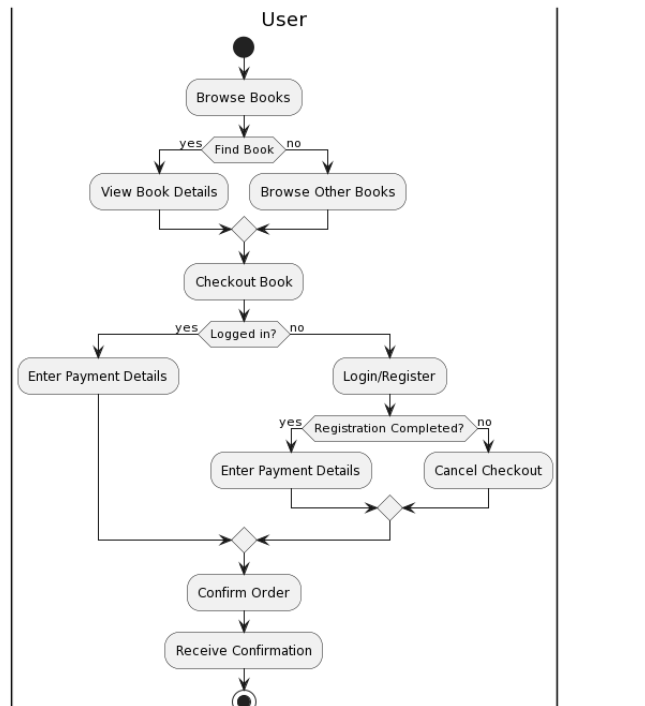 User
Browse Books
yes
Find Book
no
View Book Details
Browse Other Books
Checkout Book
yes
Logged in?
no
Enter Payment Details
Login/Register
yes
Registration Completed?
no
Enter Payment Details
Cancel Checkout
Confirm Order
Receive Confirmation